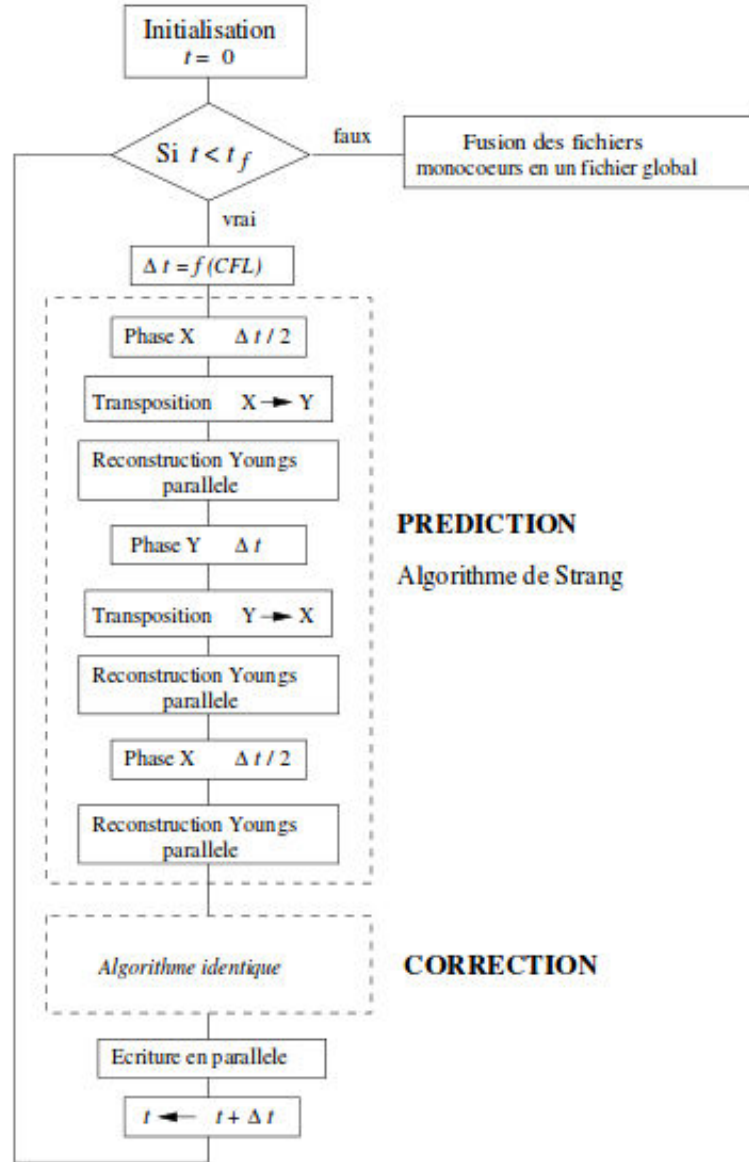 Initialisation
t = 0
Si t < t_f
faux
Fusion des fichiers
monocoeurs en un fichier global
vrai
Δ t = f (CFL)
Phase X Δ t / 2
Transposition X → Y
Reconstruction Youngs
parallele
Phase Y Δ t
Transposition Y → X
Reconstruction Youngs
parallele
Phase X Δ t / 2
Reconstruction Youngs
parallele
PREDICTION
Algorithme de Strang
Algorithme identique
CORRECTION
Ecriture en parallele
t ← t + Δ t